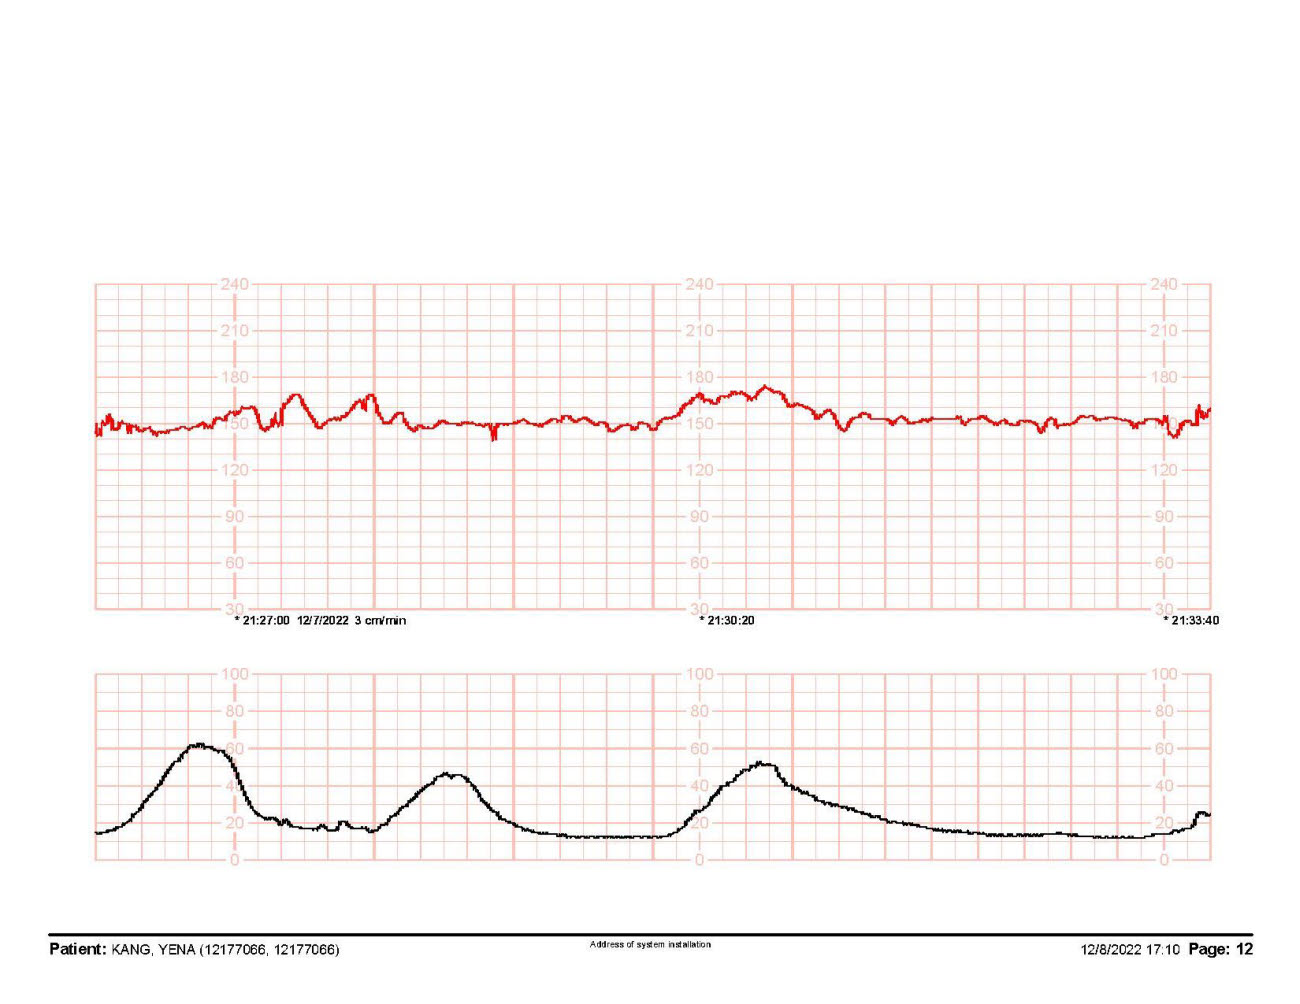 240 240 240
210 210 210
180 180 180
150 150 150
120 120 120
90 90 90
60 60 60
30 30 30
* 21:27:00 12/7/2022 3 cm/min * 21:30:20 * 21:33:40
100 100 100
80 80 80
60 60 60
40 40 40
20 20 20
0 0 0
Patient: KANG, YENA (12177066, 12177066) Address of system installation 12/8/2022 17:10 Page: 12